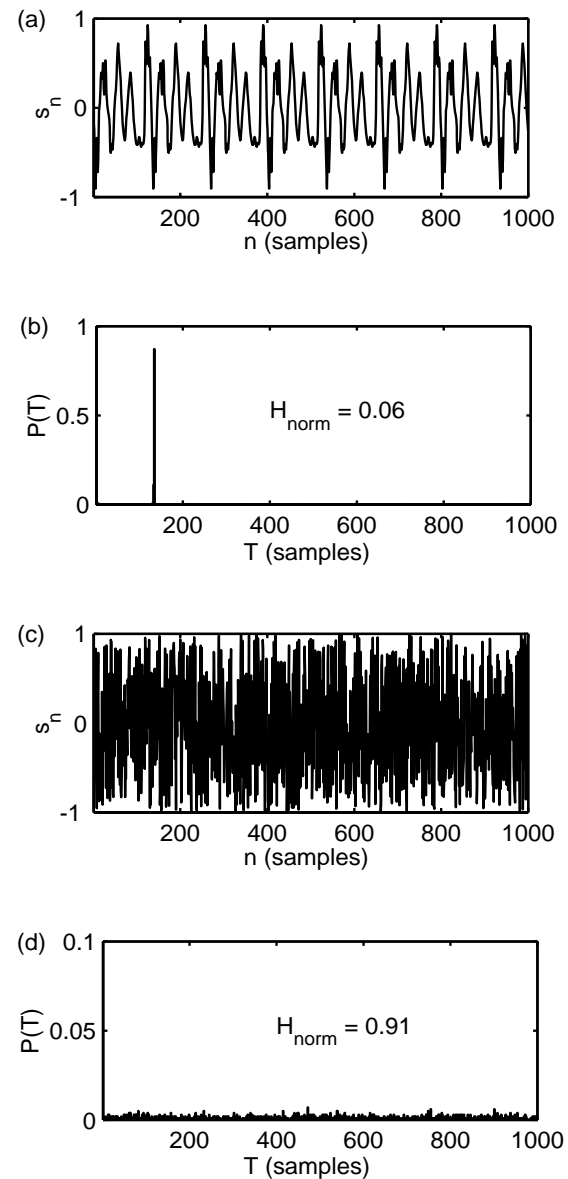 (a)
1
s_n
0
-1
200 400 600 800 1000
n (samples)
(b)
1
P(T)
0.5
H_norm = 0.06
0
200 400 600 800 1000
T (samples)
(c)
1
s_n
0
-1
200 400 600 800 1000
n (samples)
(d)
0.1
P(T)
0.05
H_norm = 0.91
0
200 400 600 800 1000
T (samples)